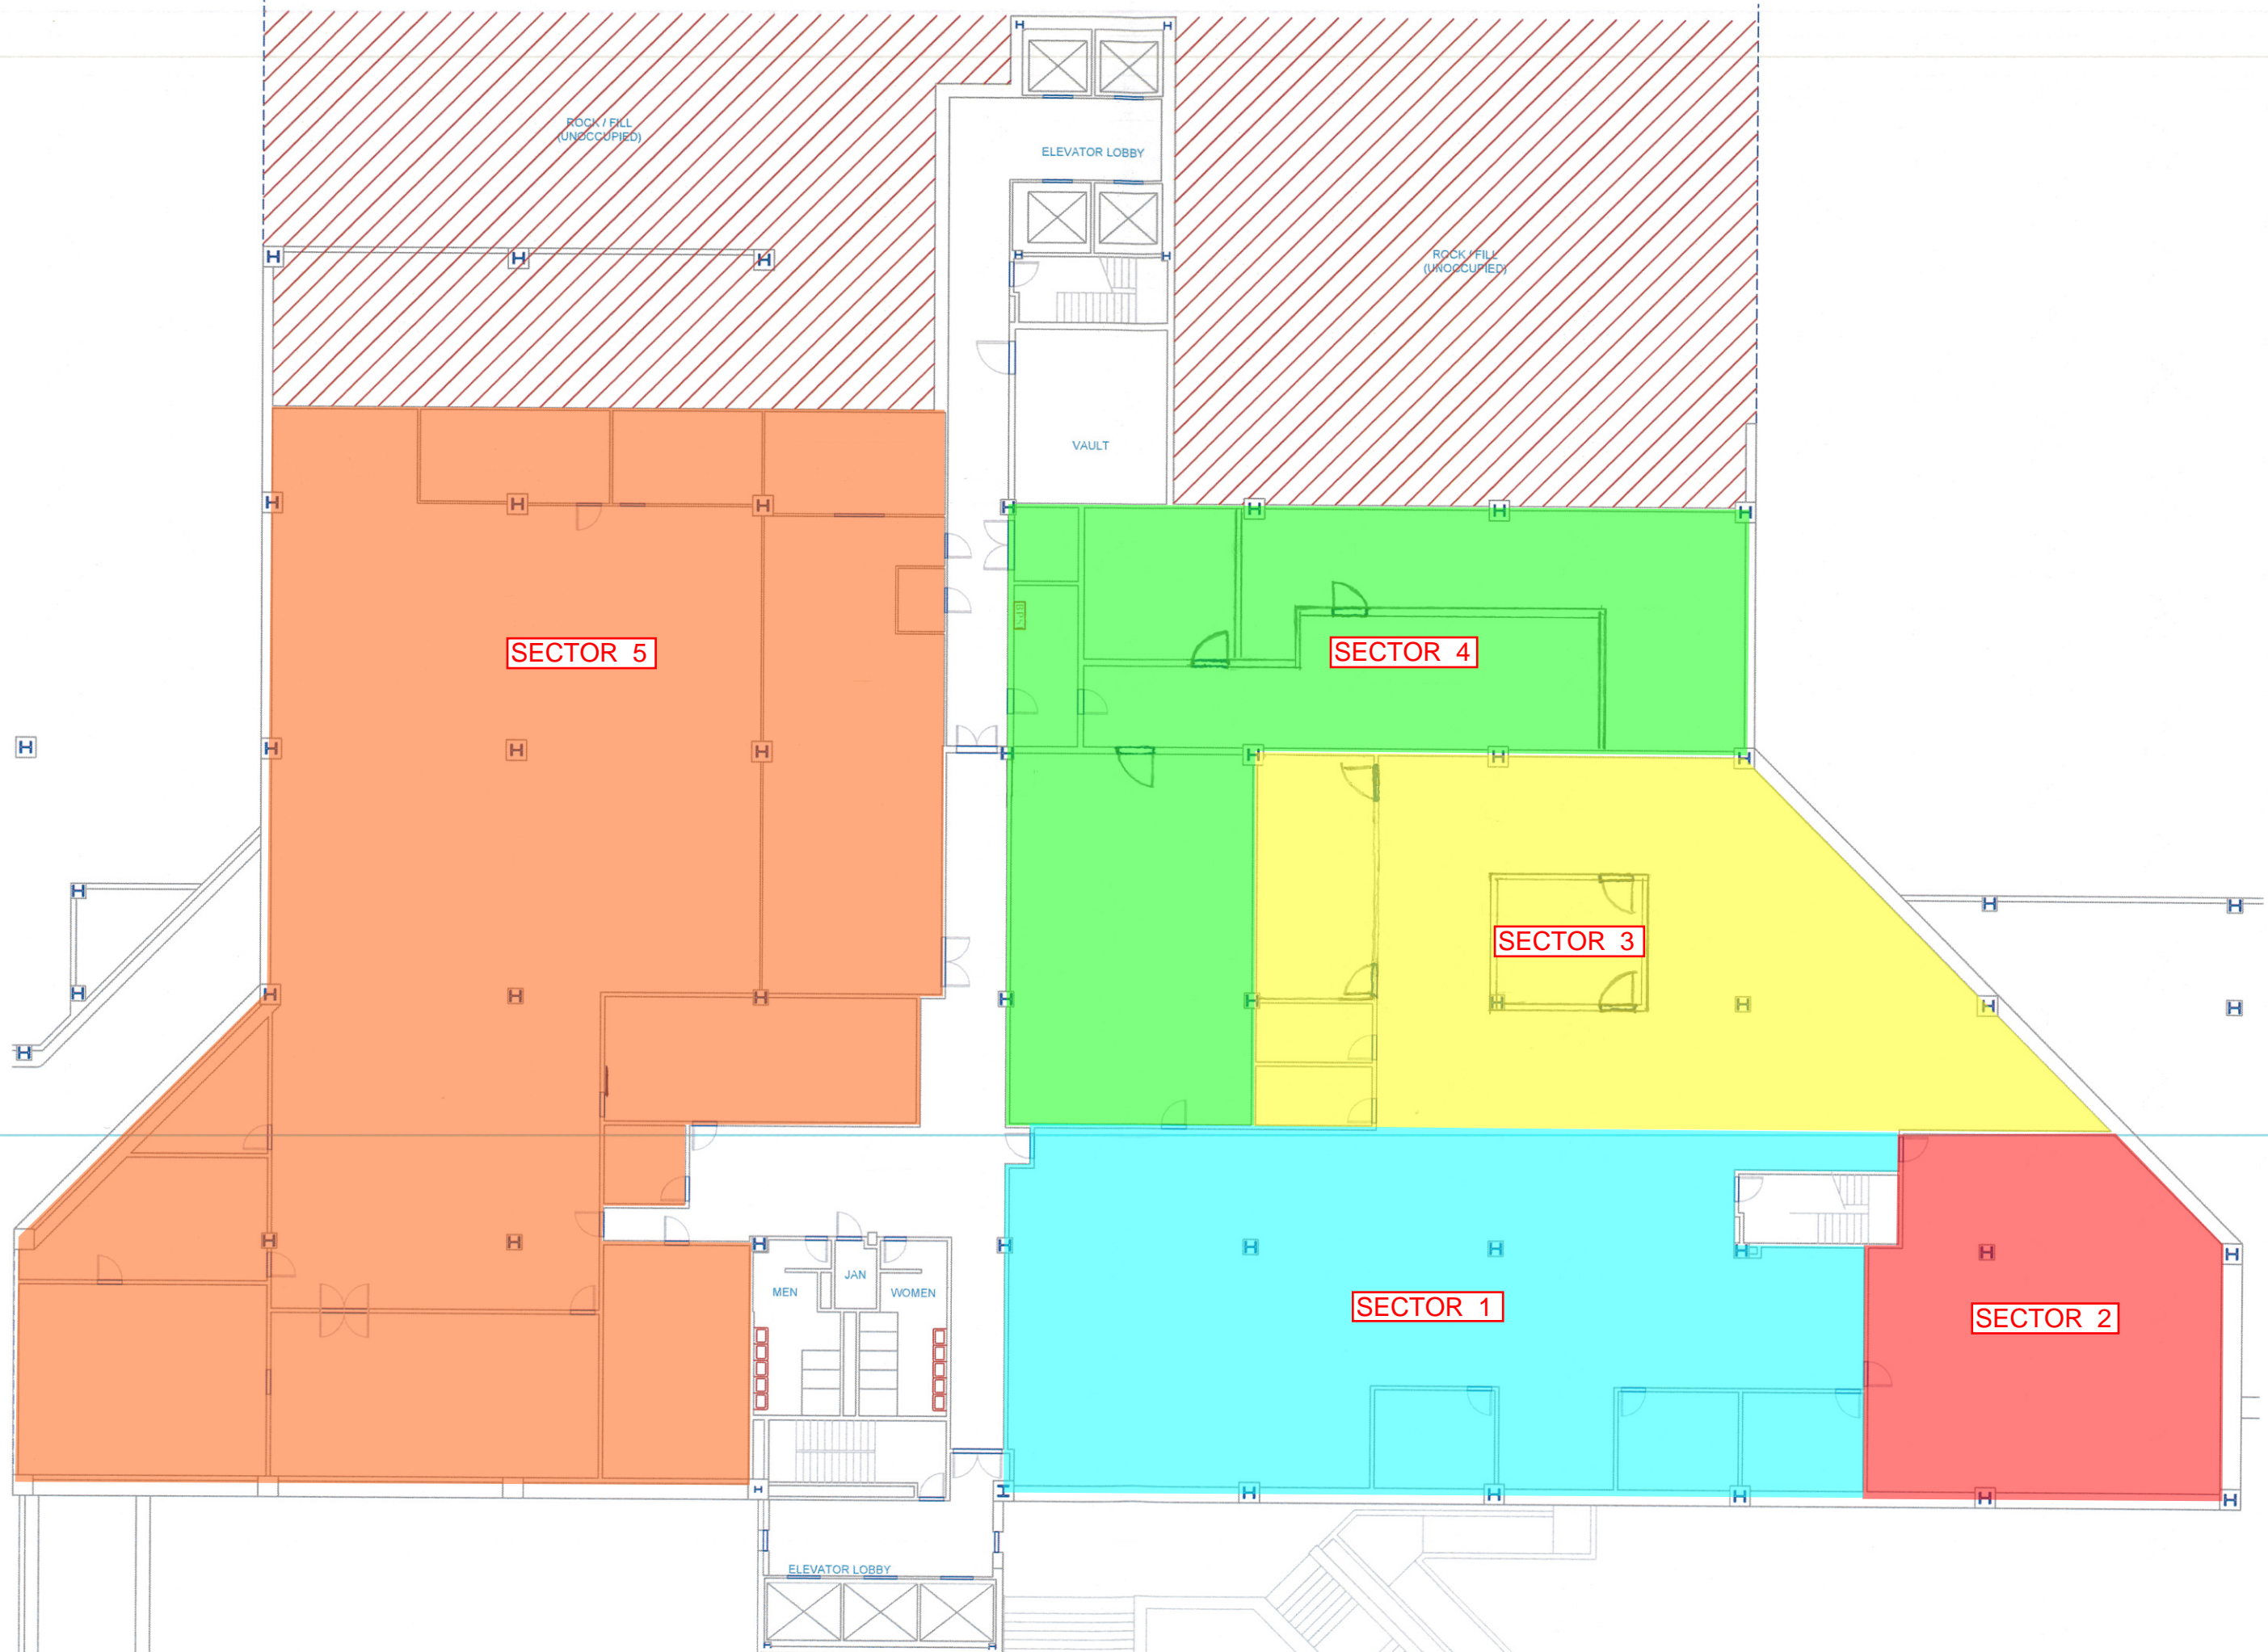 ROCK / FILL
(UNOCCUPIED)
ELEVATOR LOBBY
ROCK / FILL
(UNOCCUPIED)
VAULT
SECTOR 5
SECTOR 4
SECTOR 3
JAN
MEN
WOMEN
SECTOR 1
SECTOR 2
ELEVATOR LOBBY